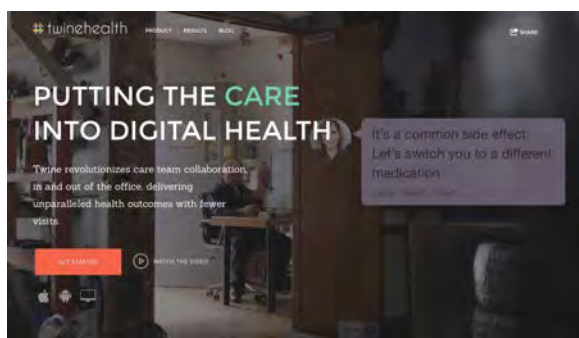 twinehealth
PRODUCT RESULTS BLOG
SHARE
PUTTING THE CARE
INTO DIGITAL HEALTH
Twine revolutionizes care team collaboration,
in and out of the office, delivering
unparalleled health outcomes with fewer
visits.
It's a common side effect.
Let's switch you to a different
medication.
GET STARTED
WATCH THE VIDEO